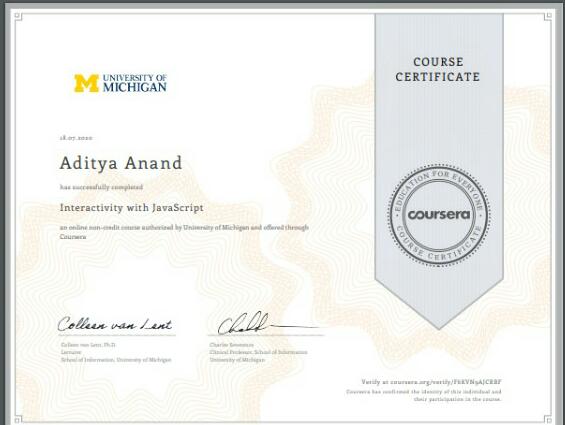 COURSE
CERTIFICATE
UNIVERSITY OF
MICHIGAN
18.07.2020
Aditya Anand
has successfully completed
Interactivity with JavaScript
an online non-credit course authorized by University of Michigan and offered through
Coursera
EDUCATION FOR EVERYONE
coursera
COURSE CERTIFICATE
Colleen van Lent
Colleen van Lent, Ph.D.
Lecturer
School of Information, University of Michigan
Charles Severance
Clinical Professor, School of Information
University of Michigan
Verify at coursera.org/verify/
Coursera has confirmed the identity of this individual and
their participation in the course.